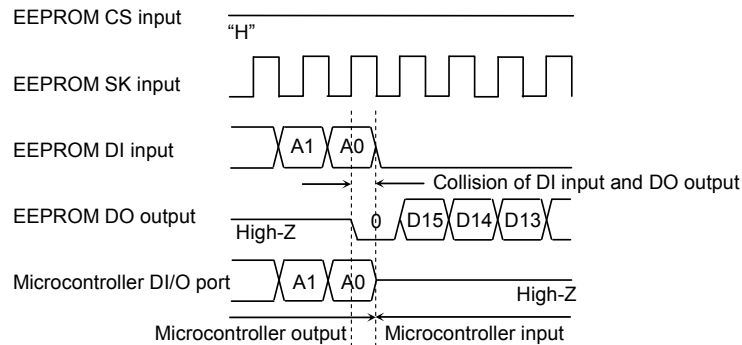 EEPROM CS input
“H”
EEPROM SK input
EEPROM DI input
A1 A0
Collision of DI input and DO output
EEPROM DO output
High-Z
0 D15 D14 D13
Microcontroller DI/O port
A1 A0
High-Z
Microcontroller output Microcontroller input